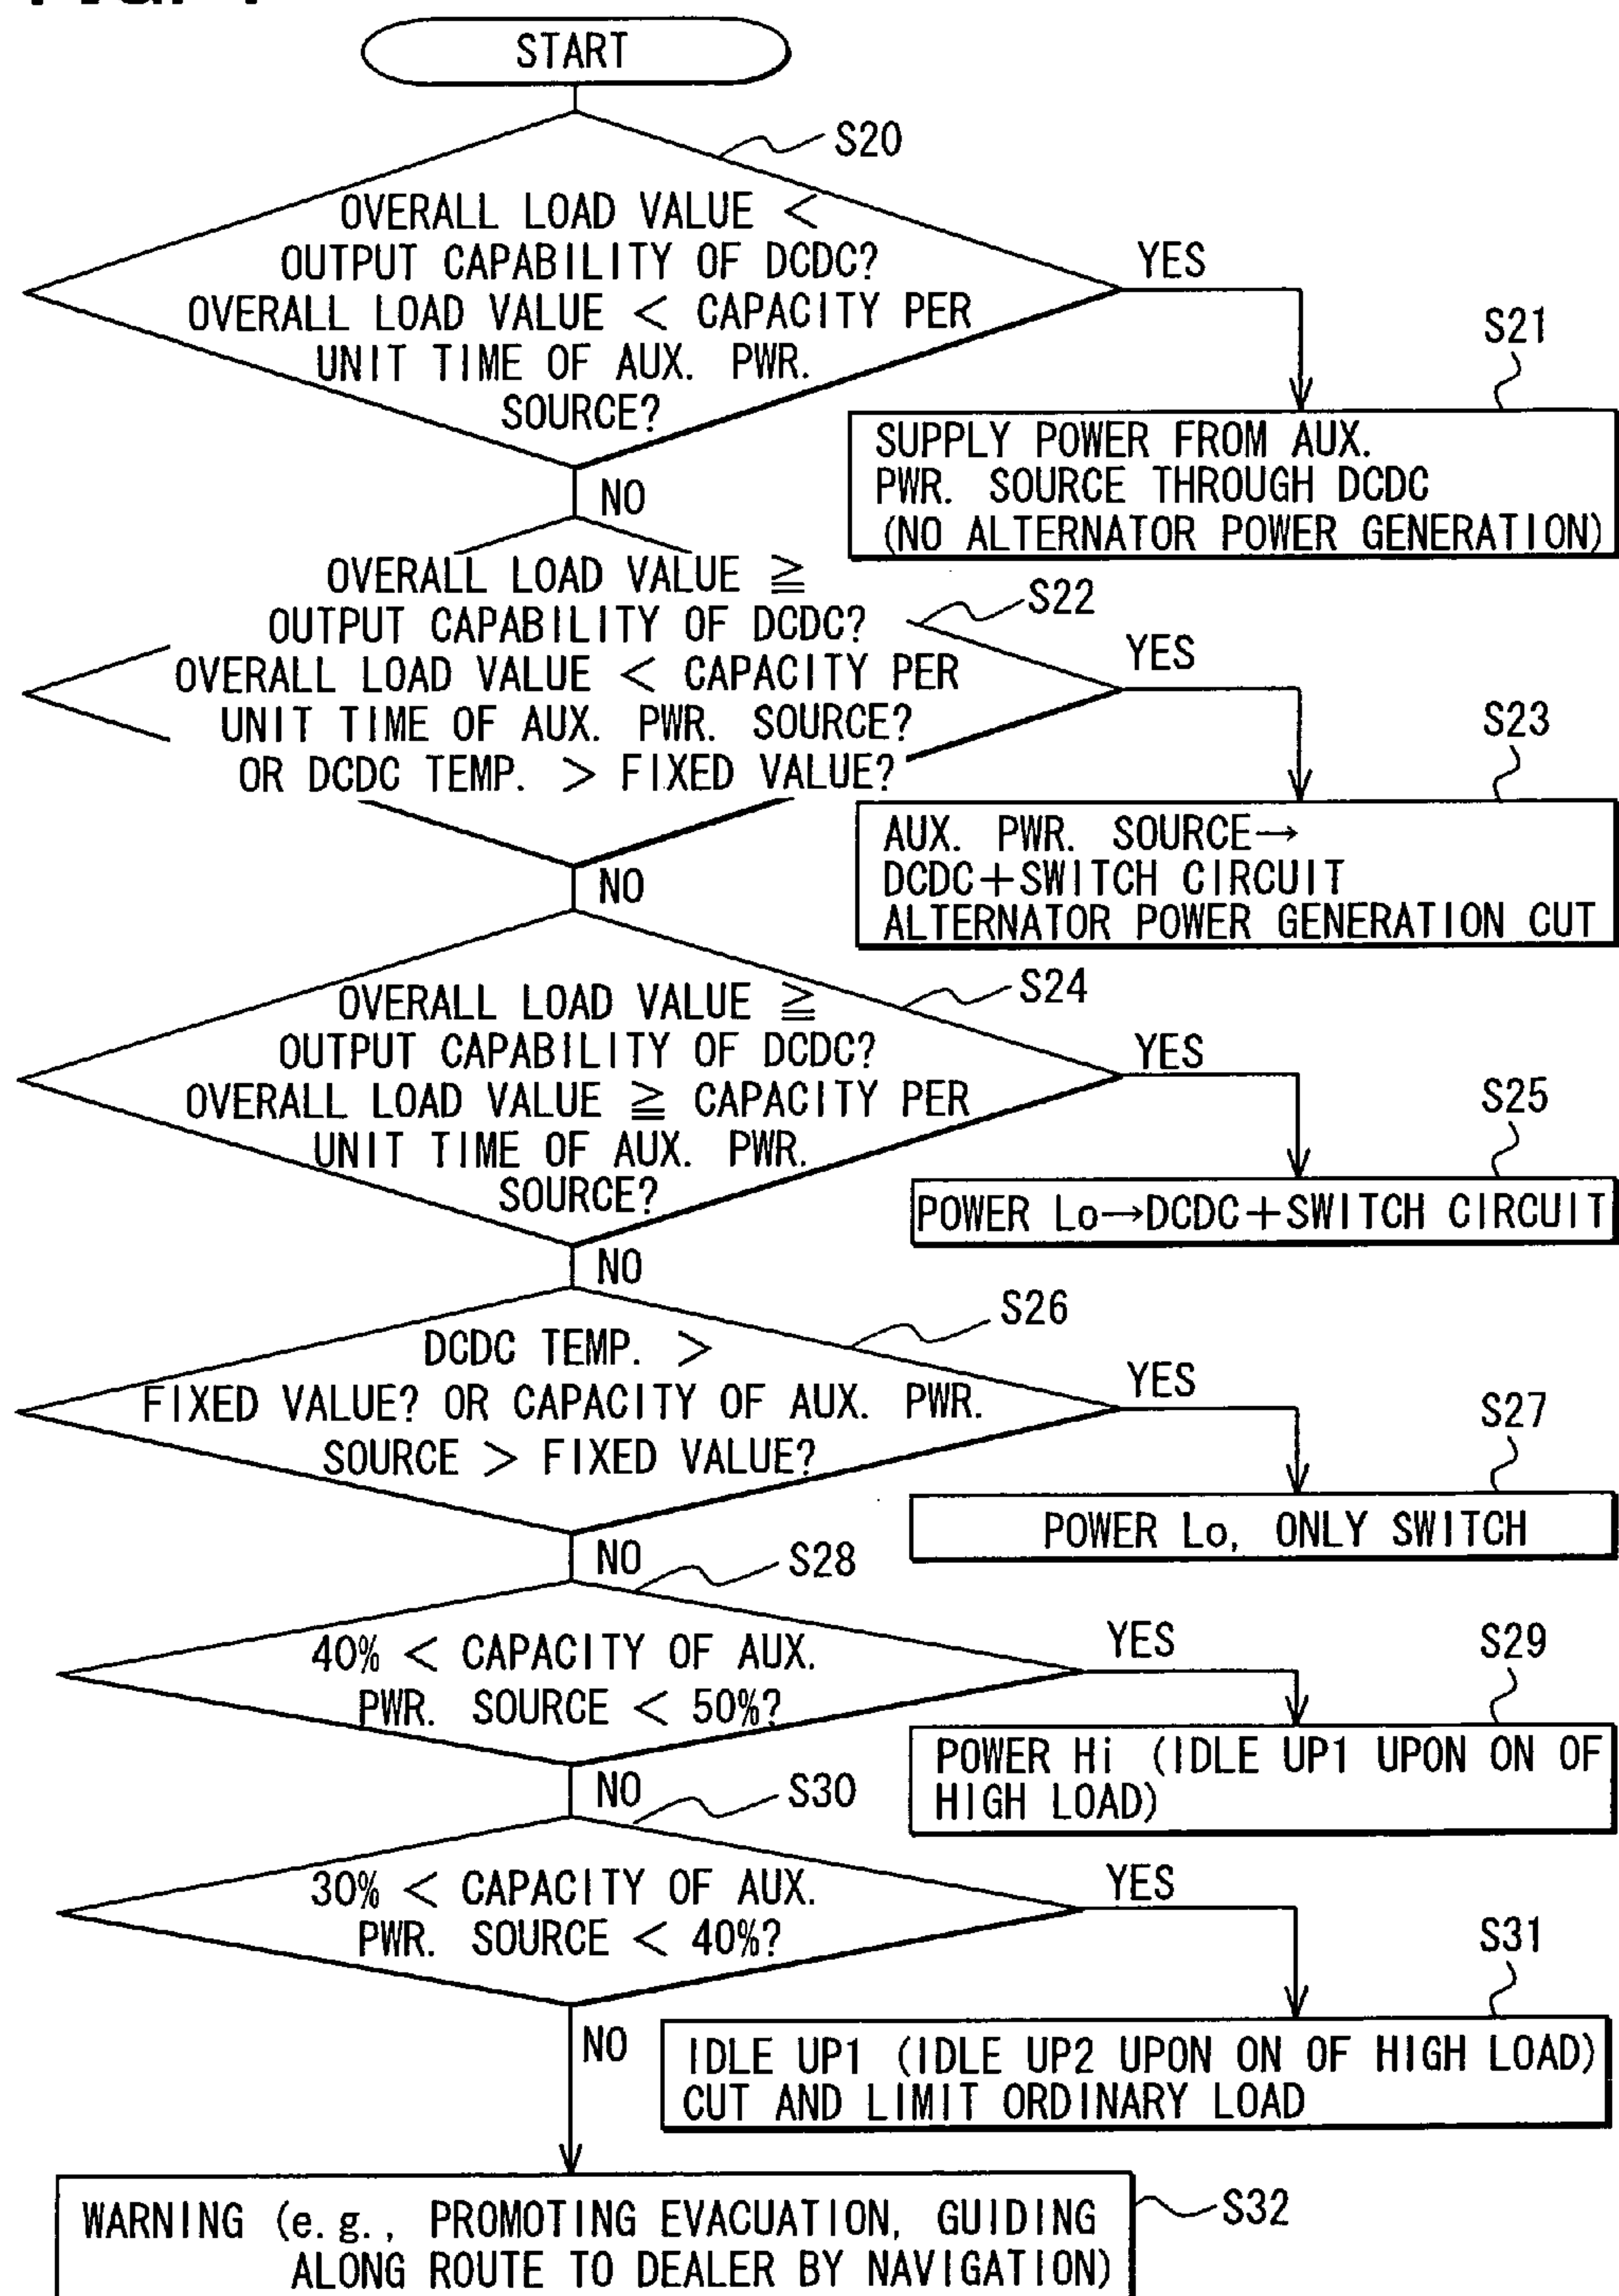 START
S20
OVERALL LOAD VALUE <
OUTPUT CAPABILITY OF DCDC?
OVERALL LOAD VALUE < CAPACITY PER
UNIT TIME OF AUX. PWR.
SOURCE?
YES
S21
SUPPLY POWER FROM AUX.
PWR. SOURCE THROUGH DCDC
(NO ALTERNATOR POWER GENERATION)
NO
OVERALL LOAD VALUE ≧
OUTPUT CAPABILITY OF DCDC?
OVERALL LOAD VALUE < CAPACITY PER
UNIT TIME OF AUX. PWR. SOURCE?
OR DCDC TEMP. > FIXED VALUE?
S22
YES
S23
AUX. PWR. SOURCE→
DCDC+SWITCH CIRCUIT
ALTERNATOR POWER GENERATION CUT
NO
S24
OVERALL LOAD VALUE ≧
OUTPUT CAPABILITY OF DCDC?
OVERALL LOAD VALUE ≧ CAPACITY PER
UNIT TIME OF AUX. PWR.
SOURCE?
YES
S25
POWER Lo→DCDC+SWITCH CIRCUIT
NO
S26
DCDC TEMP. >
FIXED VALUE? OR CAPACITY OF AUX. PWR.
SOURCE > FIXED VALUE?
YES
S27
POWER Lo, ONLY SWITCH
NO
S28
40% < CAPACITY OF AUX.
PWR. SOURCE < 50%?
YES
S29
POWER Hi (IDLE UP1 UPON ON OF
HIGH LOAD)
NO
S30
30% < CAPACITY OF AUX.
PWR. SOURCE < 40%?
YES
S31
IDLE UP1 (IDLE UP2 UPON ON OF HIGH LOAD)
CUT AND LIMIT ORDINARY LOAD
NO
S32
WARNING (e.g., PROMOTING EVACUATION, GUIDING
ALONG ROUTE TO DEALER BY NAVIGATION)